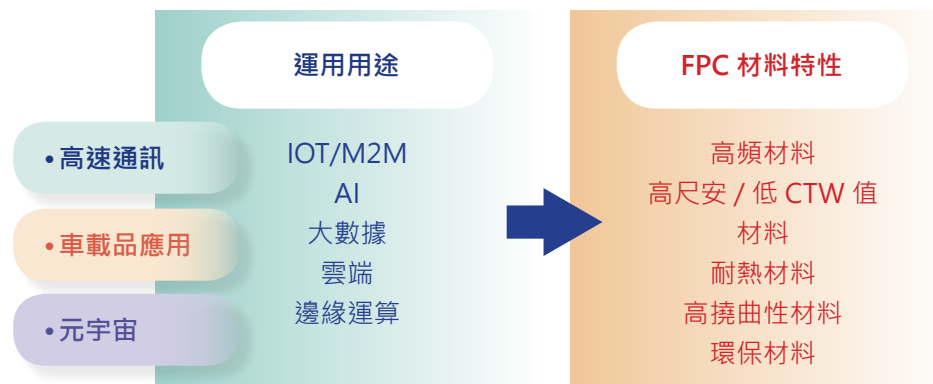 運用用途
FPC 材料特性
•高速通訊
•車載品應用
•元宇宙
IOT/M2M
AI
大數據
雲端
邊緣運算
高頻材料
高尺安 / 低 CTW 值
材料
耐熱材料
高撓曲性材料
環保材料